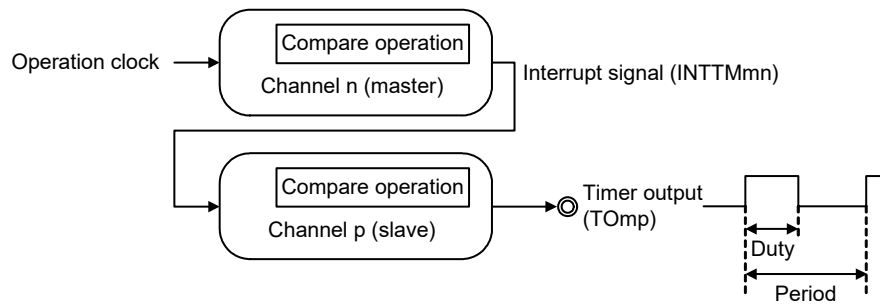 Compare operation
Operation clock
Channel n (master)
Interrupt signal (INTTMmn)
Compare operation
Channel p (slave)
Timer output
(TOmp)
Duty
Period